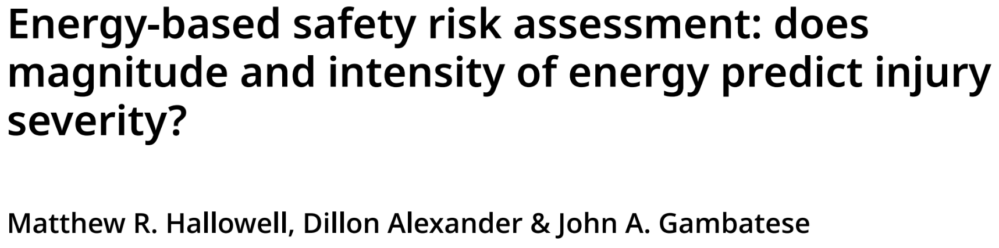 Energy-based safety risk assessment: does
magnitude and intensity of energy predict injury
severity?
Matthew R. Hallowell, Dillon Alexander & John A. Gambatese